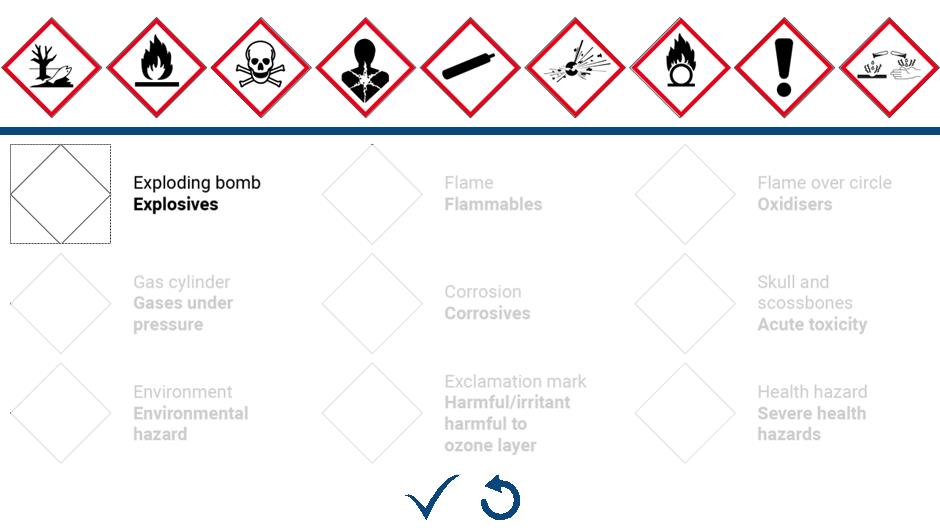 Exploding bomb
Explosives
Flame
Flammables
Flame over circle
Oxidisers
Gas cylinder
Gases under
pressure
Corrosion
Corrosives
Skull and
scossbones
Acute toxicity
Environment
Environmental
hazard
Exclamation mark
Harmful/irritant
harmful to
ozone layer
Health hazard
Severe health
hazards